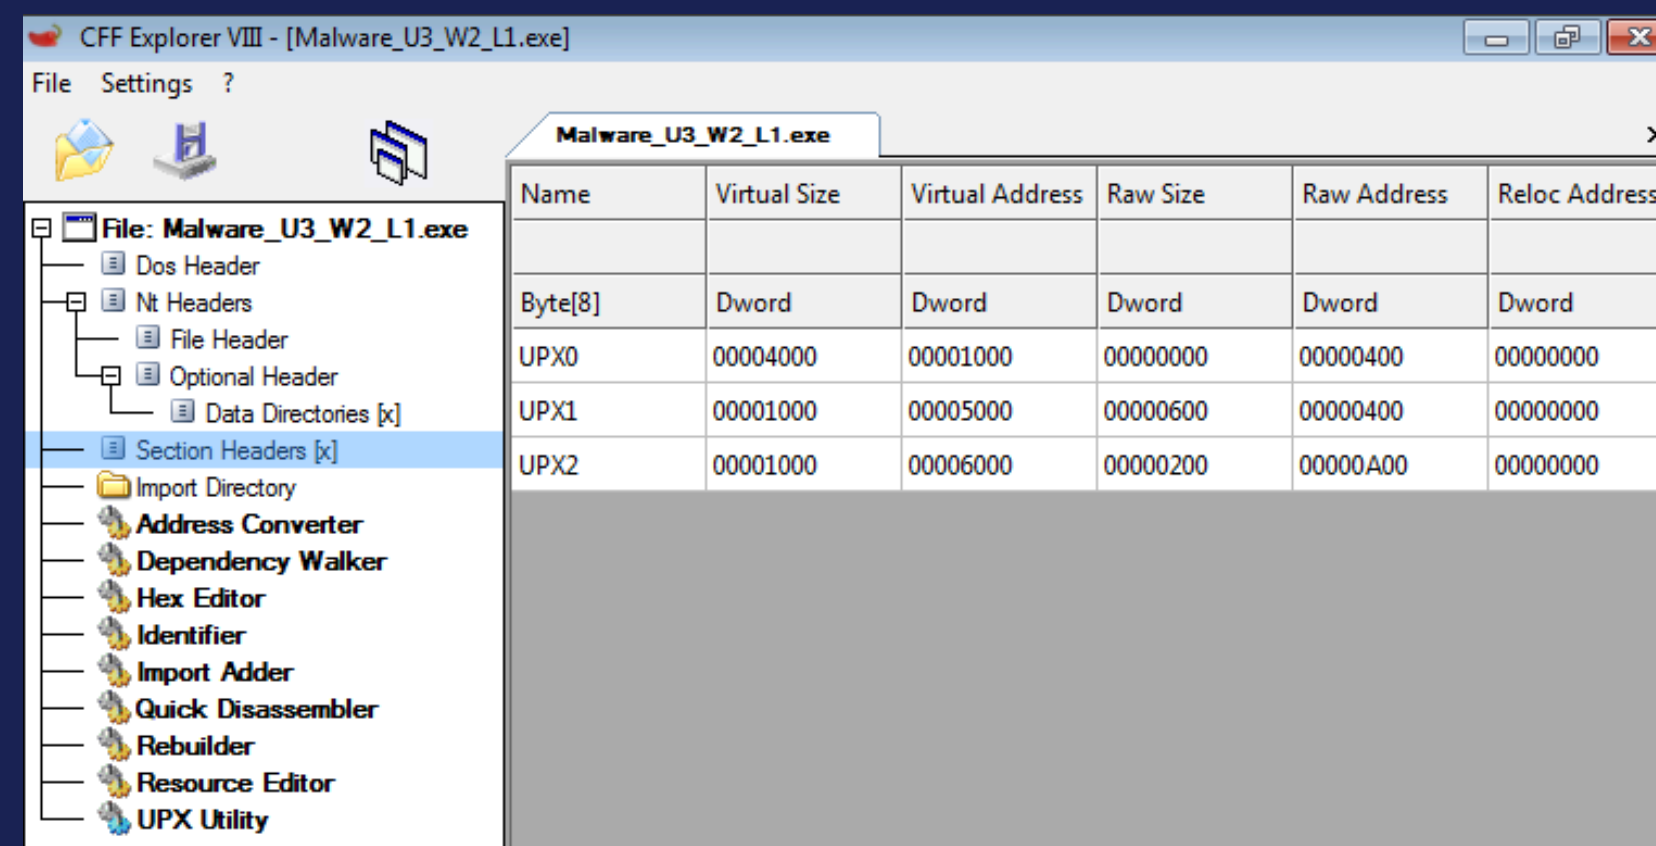 CFF Explorer VIII - [Malware_U3_W2_L1.exe]
File Settings ?
Malware_U3_W2_L1.exe
File: Malware_U3_W2_L1.exe
Dos Header
Nt Headers
File Header
Optional Header
Data Directories [x]
Section Headers [x]
Import Directory
Address Converter
Dependency Walker
Hex Editor
Identifier
Import Adder
Quick Disassembler
Rebuilder
Resource Editor
UPX Utility
Name Virtual Size Virtual Address Raw Size Raw Address Reloc Address
Byte[8] Dword Dword Dword Dword Dword
UPX0 00004000 00001000 00000000 00000400 00000000
UPX1 00001000 00005000 00000600 00000400 00000000
UPX2 00001000 00006000 00000200 00000A00 00000000